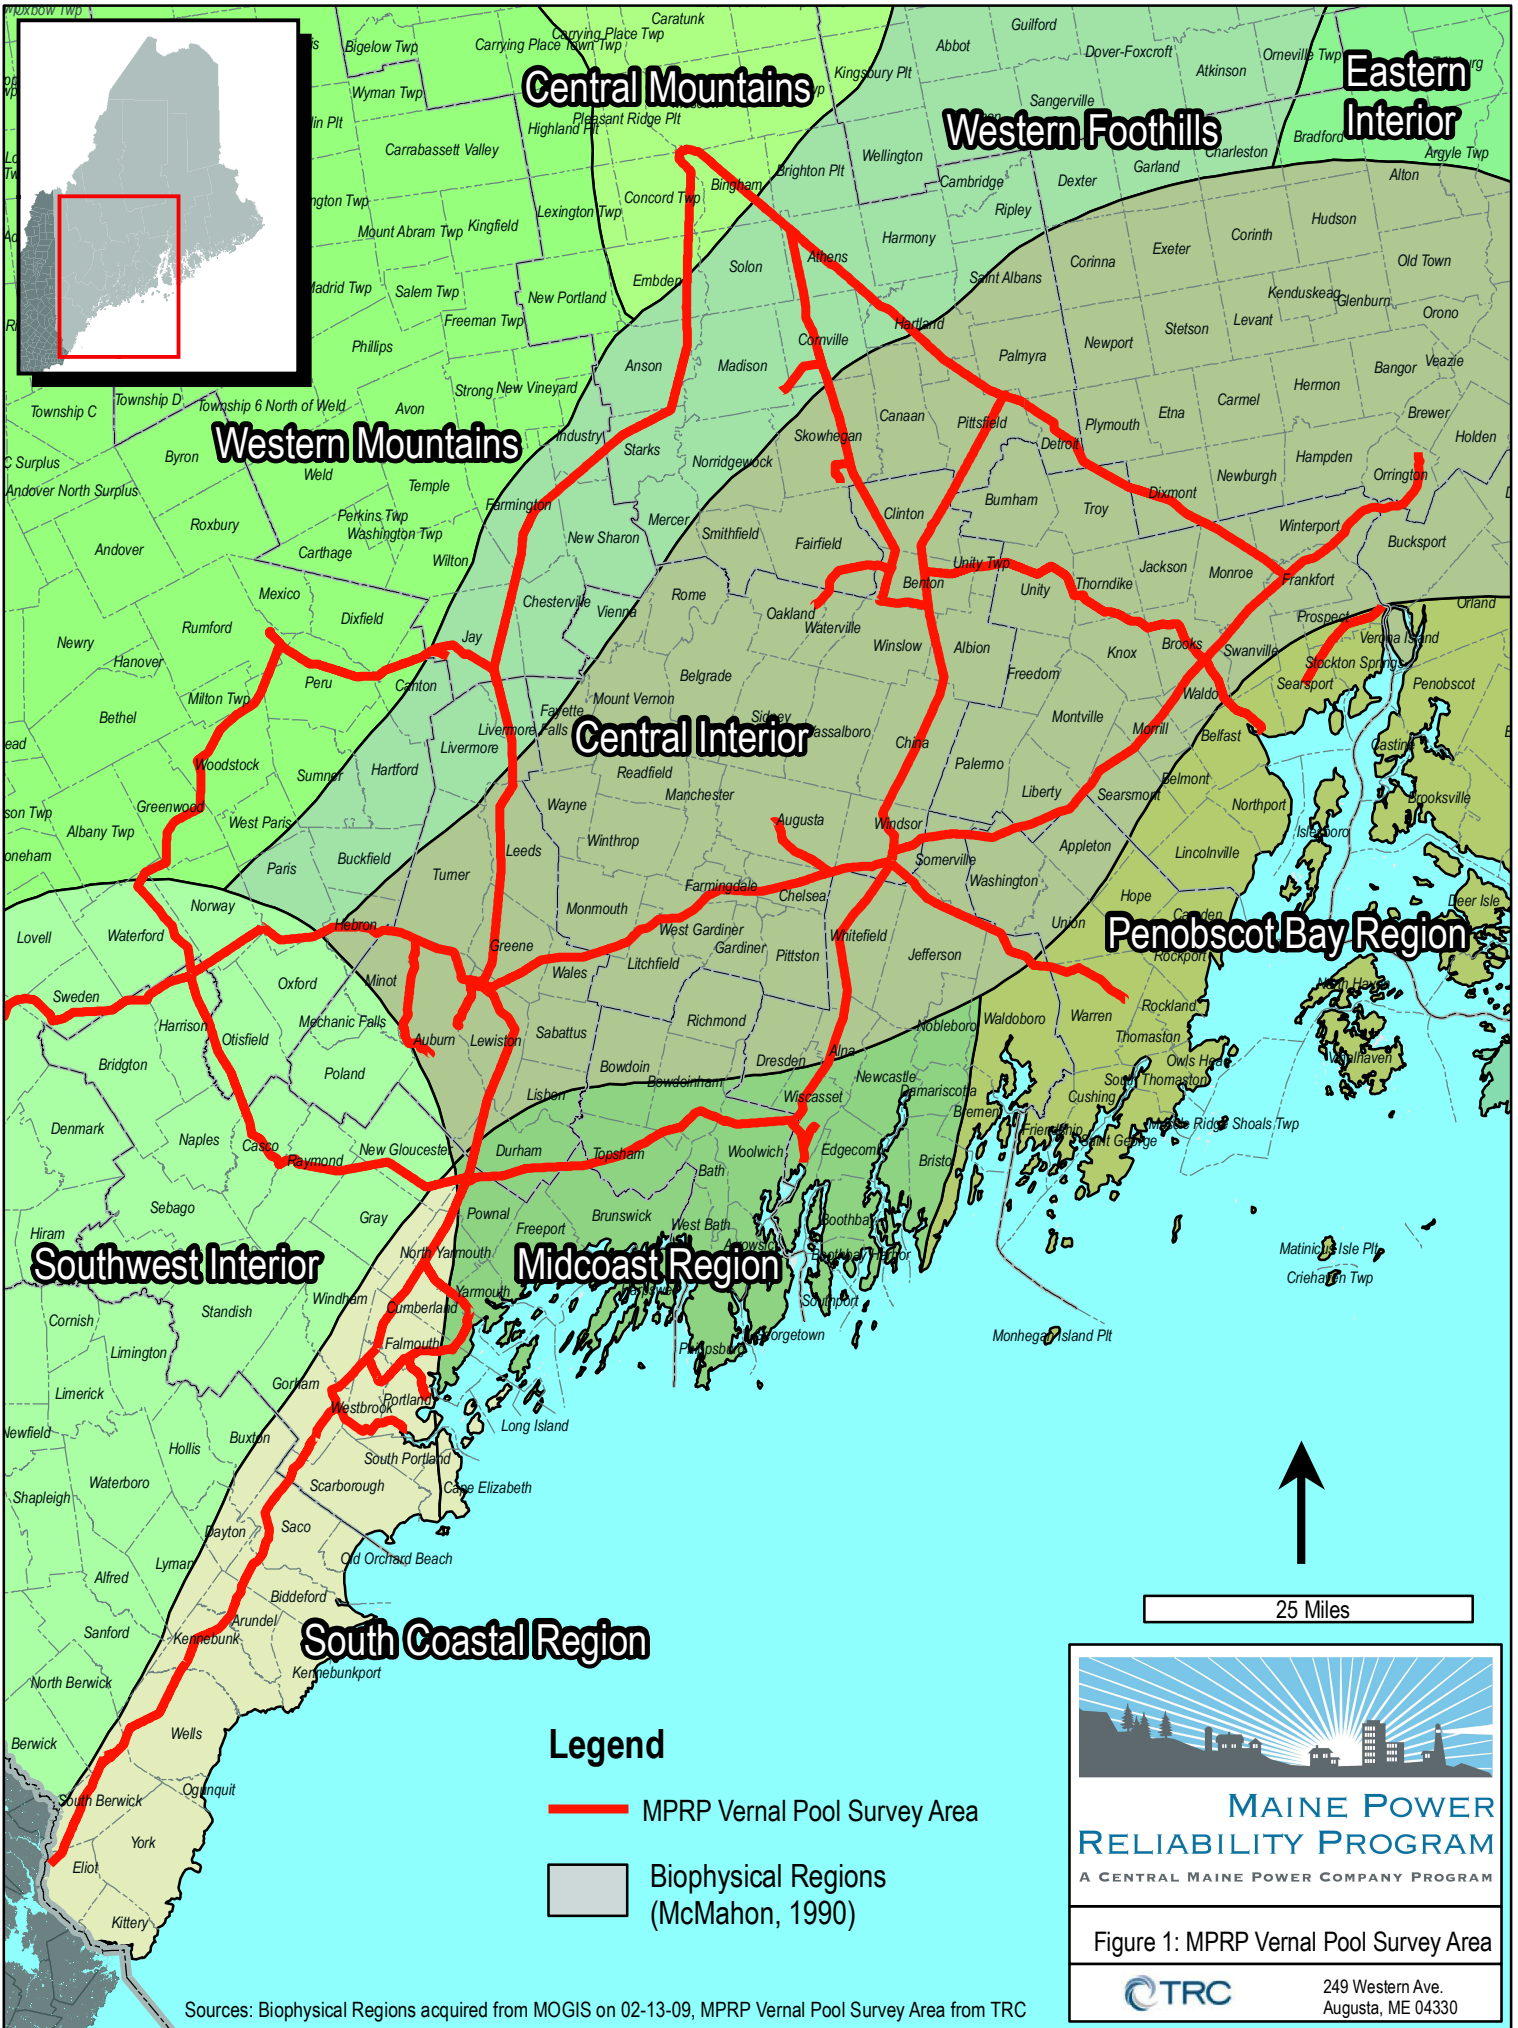 Caratunk
Carrying Place Twp
Carrying Place Town Twp
Bigelow Twp
Guilford
Abbot
Dover-Foxcroft
Orneville Twp
Kingsbury Plt
Atkinson
Eastern
Interior
Wyman Twp
Central Mountains
Sangerville
Pleasant Ridge Plt
Highland Plt
Western Foothills
Bradford
Charleston
Argyle Twp
Carrabassett Valley
Wellington
Garland
Brighton Plt
Bingham
Cambridge
Dexter
Alton
Concord Twp
Lexington Twp
Ripley
Hudson
Mount Abram Twp
Kingfield
Harmony
Corinth
Exeter
Athens
Solon
Corinna
Old Town
Embden
Saint Albans
Madrid Twp
Salem Twp
New Portland
Kenduskeag
Glenburn
Freeman Twp
Hartland
Levant
Orono
Stetson
Phillips
Cornville
Newport
Palmyra
Anson
Madison
Bangor
Veazie
Strong
New Vineyard
Hermon
Township C
Township D
Township 6 North of Weld
Avon
Carmel
Etna
Brewer
Canaan
Pittsfield
Plymouth
Western Mountains
Industry
Skowhegan
Detroit
Holden
Starks
Byron
Hampden
C Surplus
Norridgewock
Weld
Newburgh
Orrington
Andover North Surplus
Temple
Dixmont
Farmington
Burnham
Perkins Twp
Clinton
Troy
Roxbury
Mercer
Winterport
Washington Twp
Smithfield
New Sharon
Fairfield
Bucksport
Andover
Carthage
Wilton
Unity Twp
Jackson
Monroe
Benton
Thorndike
Frankfort
Mexico
Rome
Unity
Chesterville
Vienna
Orland
Oakland
Dixfield
Prospect
Rumford
Waterville
Verona Island
Newry
Jay
Winslow
Albion
Knox
Brooks
Swanville
Hanover
Stockton Springs
Belgrade
Freedom
Peru
Canton
Searsport
Penobscot
Milton Twp
Mount Vernon
Waldo
Fayette
Bethel
Sidney
Montville
Livermore Falls
Morrill
Belfast
Central Interior
China
Livermore
Castine
Woodstock
Palermo
Hartford
Sumner
Readfield
Belmont
Liberty
Searsmont
Manchester
Greenwood
Wayne
Northport
Brooksville
West Paris
Augusta
Windsor
Albany Twp
Islesboro
Winthrop
Appleton
Leeds
Lincolnville
Buckfield
Somerville
Paris
Turner
Washington
Farmingdale
Chelsea
Hope
Deer Isle
Norway
Monmouth
Camden
Hebron
Union
Lovell
Waterford
West Gardiner
Whitefield
Penobscot Bay Region
Greene
Gardiner
Pittston
Jefferson
Rockport
Litchfield
Wales
Minot
Oxford
North Haven
Sweden
Rockland
Richmond
Warren
Waldoboro
Mechanic Falls
Harrison
Nobleboro
Sabattus
Otisfield
Auburn
Lewiston
Thomaston
Alna
Vinalhaven
Bridgton
Dresden
Owls Head
Bowdoin
Poland
Newcastle
South Thomaston
Bowdoinham
Damariscotta
Lisbon
Wiscasset
Cushing
Bremen
Denmark
Friendship
Muscle Ridge Shoals Twp
Naples
Saint George
Casco
New Gloucester
Durham
Topsham
Woolwich
Edgecomb
Raymond
Bristol
Bath
Sebago
Gray
Pownal
Brunswick
Freeport
West Bath
Boothbay
Hiram
North Yarmouth
Arrowsic
Matinicus Isle Plt
Boothbay Harbor
Southwest Interior
Midcoast Region
Criehaven Twp
Yarmouth
Windham
Harpswell
Cumberland
Southport
Standish
Cornish
Georgetown
Monhegan Island Plt
Falmouth
Phippsburg
Limington
Gorham
Limerick
Portland
Westbrook
Long Island
Newfield
Buxton
Hollis
South Portland
Waterboro
Scarborough
Cape Elizabeth
Shapleigh
Saco
Dayton
Old Orchard Beach
Lyman
Alfred
Biddeford
25 Miles
Arundel
Sanford
Kennebunk
South Coastal Region
Kennebunkport
North Berwick
Wells
Berwick
Legend
Ogunquit
South Berwick
MPRP Vernal Pool Survey Area
MAINE POWER
RELIABILITY PROGRAM
York
Eliot
A CENTRAL MAINE POWER COMPANY PROGRAM
Biophysical Regions
(McMahon, 1990)
Kittery
Figure 1: MPRP Vernal Pool Survey Area
TRC
249 Western Ave.
Augusta, ME 04330
Sources: Biophysical Regions acquired from MOGIS on 02-13-09, MPRP Vernal Pool Survey Area from TRC